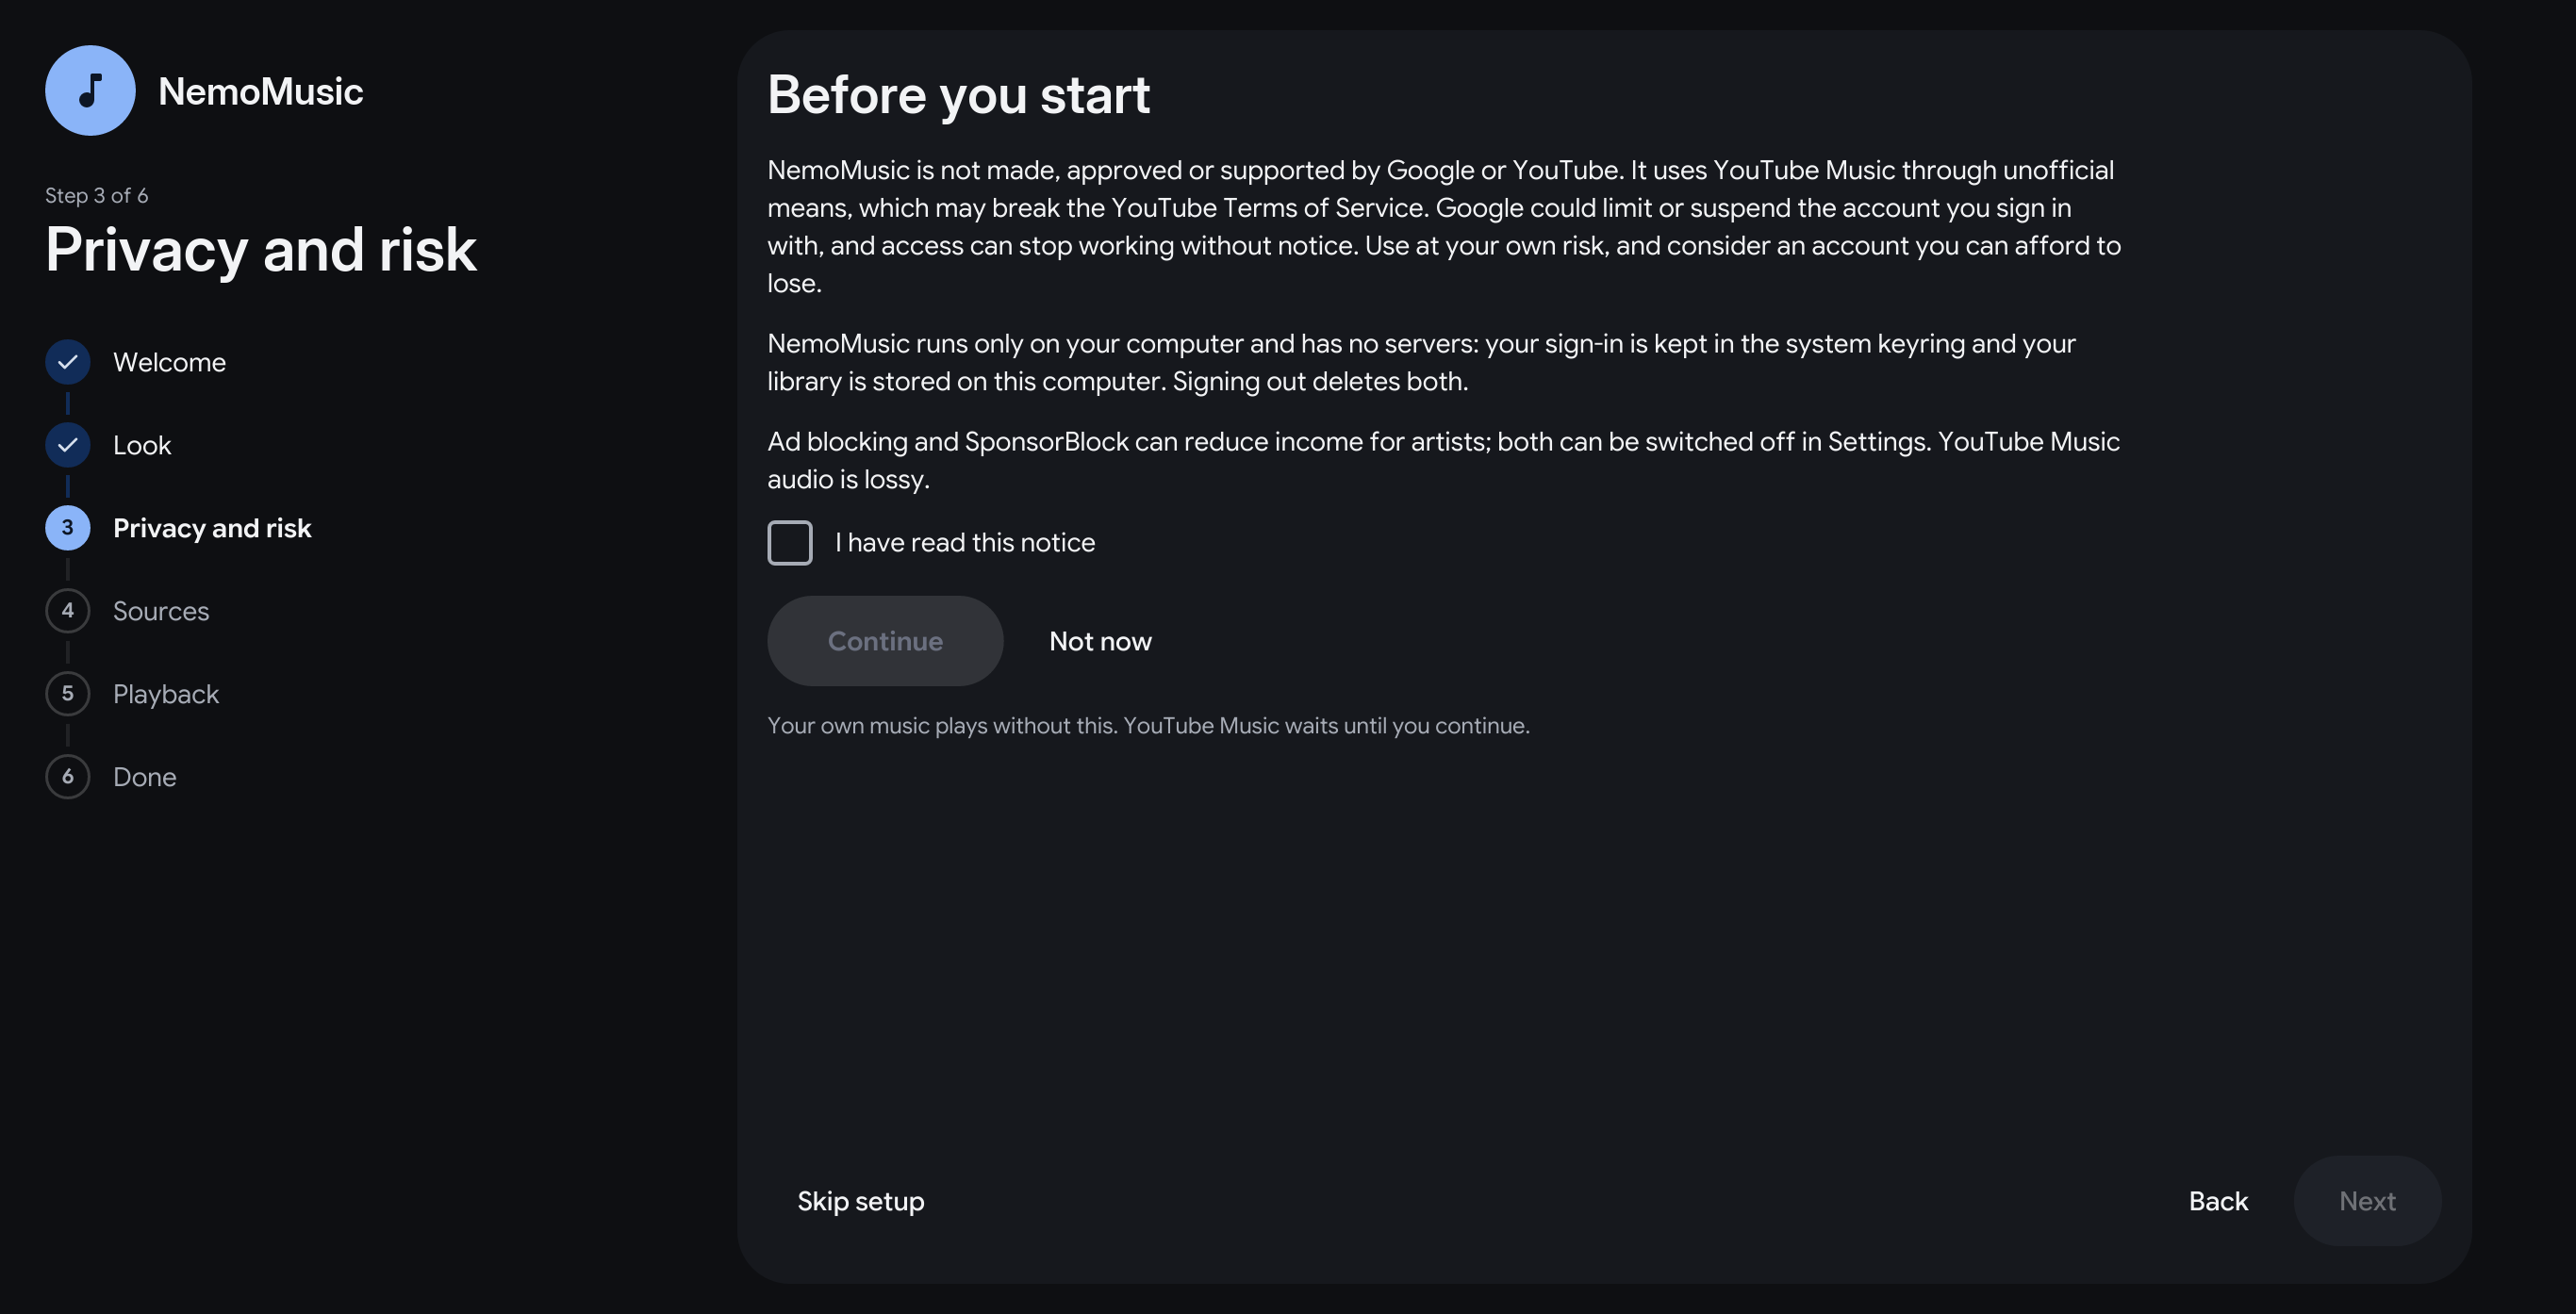 NemoMusic
Step 3 of 6
Privacy and risk
Welcome
Look
3 Privacy and risk
4 Sources
5 Playback
6 Done
Before you start
NemoMusic is not made, approved or supported by Google or YouTube. It uses YouTube Music through unofficial
means, which may break the YouTube Terms of Service. Google could limit or suspend the account you sign in
with, and access can stop working without notice. Use at your own risk, and consider an account you can afford to
lose.
NemoMusic runs only on your computer and has no servers: your sign-in is kept in the system keyring and your
library is stored on this computer. Signing out deletes both.
Ad blocking and SponsorBlock can reduce income for artists; both can be switched off in Settings. YouTube Music
audio is lossy.
I have read this notice
Continue Not now
Your own music plays without this. YouTube Music waits until you continue.
Skip setup Back Next